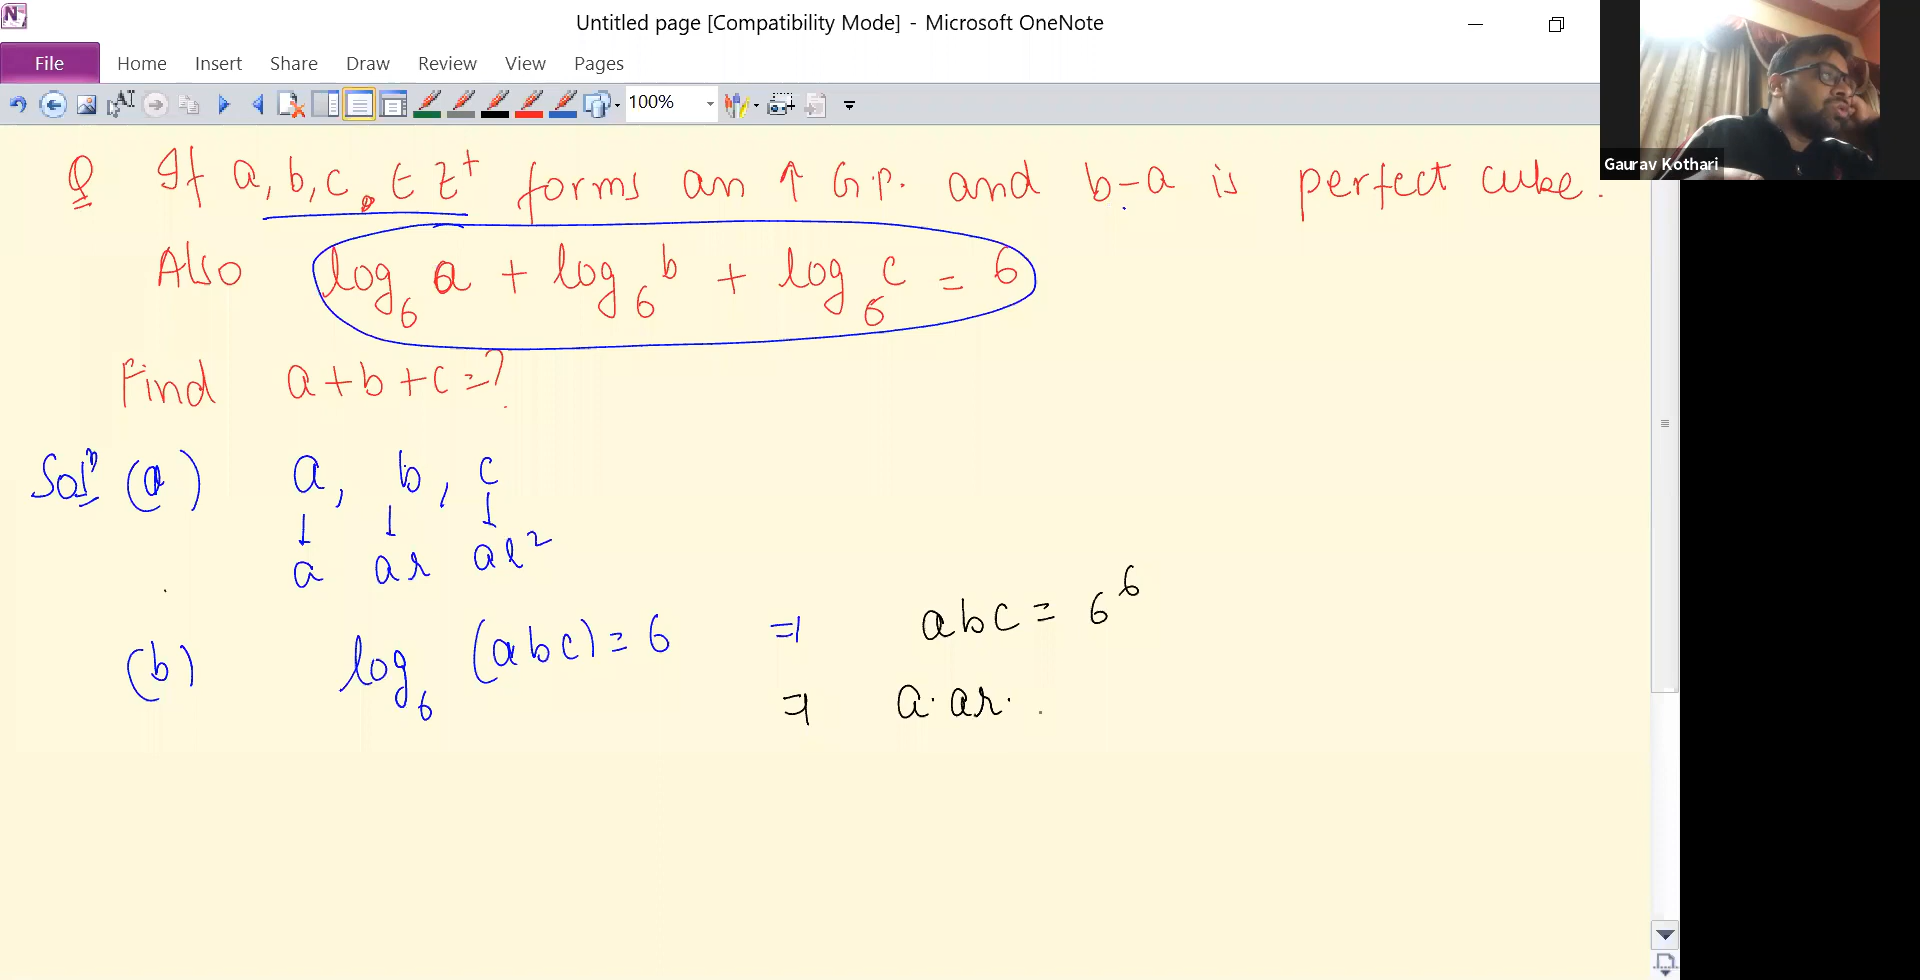 Untitled page [Compatibility Mode] - Microsoft OneNote
File Home Insert Share Draw Review View Pages
100%
Gaurav Kothari
Q If a, b, c, ∈ Z⁺ forms an ↑ G.P. and b-a is perfect cube.
Also log₆ a + log₆ b + log₆ c = 6
Find a+b+c=?
Solⁿ (a) a, b, c
↓ ↓ ↓
a ar ar²
(b) log₆ (abc) = 6 ⇒ abc = 6⁶
⇒ a·ar·